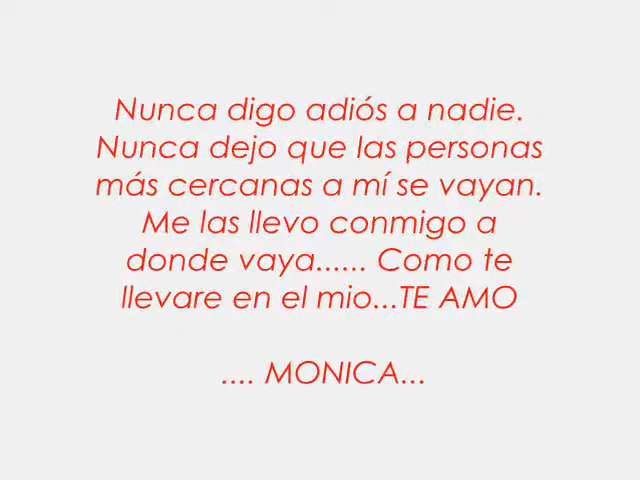 Nunca digo adiós a nadie.
Nunca dejo que las personas
más cercanas a mí se vayan.
Me las llevo conmigo a
donde vaya...... Como te
llevare en el mio...TE AMO
.... MONICA...